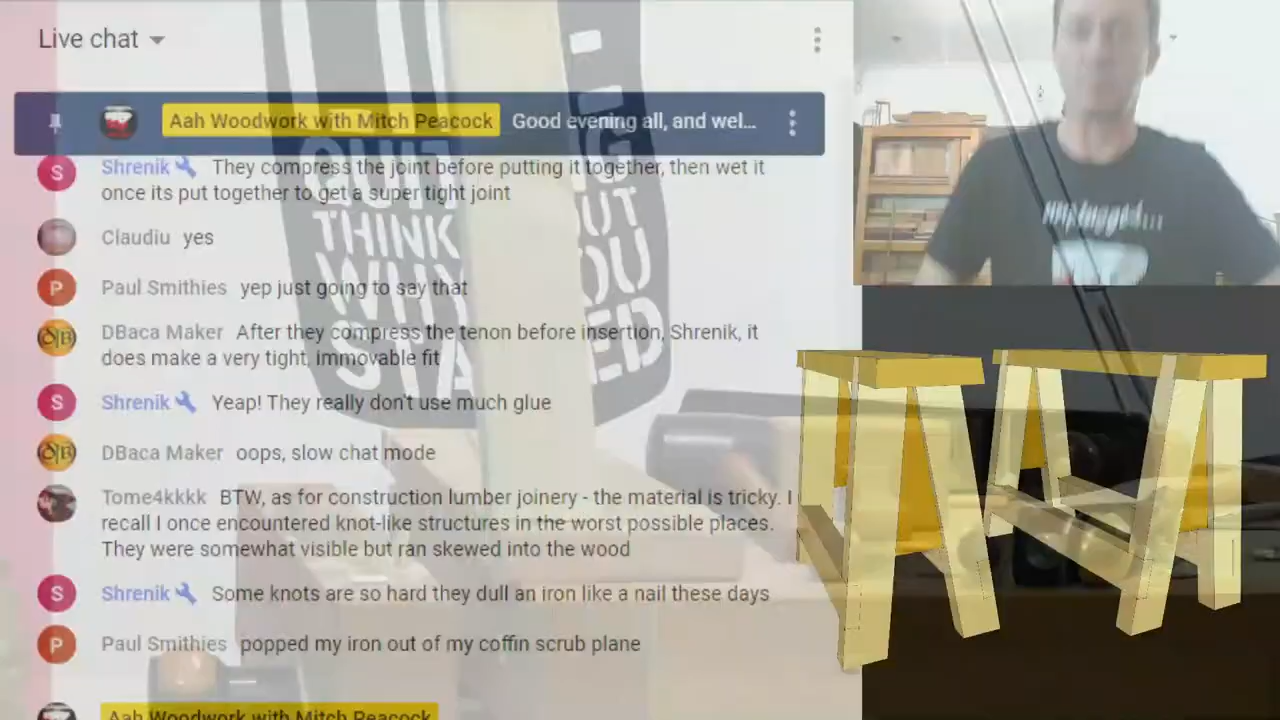 Live chat
Aah Woodwork with Mitch Peacock Good evening all, and wel...
Shrenik They compress the joint before putting it together, then wet it
once its put together to get a super tight joint
Claudiu yes
Paul Smithies yep just going to say that
DBaca Maker After they compress the tenon before insertion, Shrenik, it
does make a very tight, immovable fit
Shrenik Yeap! They really don't use much glue
DBaca Maker oops, slow chat mode
Tome4kkkk BTW, as for construction lumber joinery - the material is tricky. I
recall I once encountered knot-like structures in the worst possible places.
They were somewhat visible but ran skewed into the wood
Shrenik Some knots are so hard they dull an iron like a nail these days
Paul Smithies popped my iron out of my coffin scrub plane
Aah Woodwork with Mitch Peacock
THINK
WHY